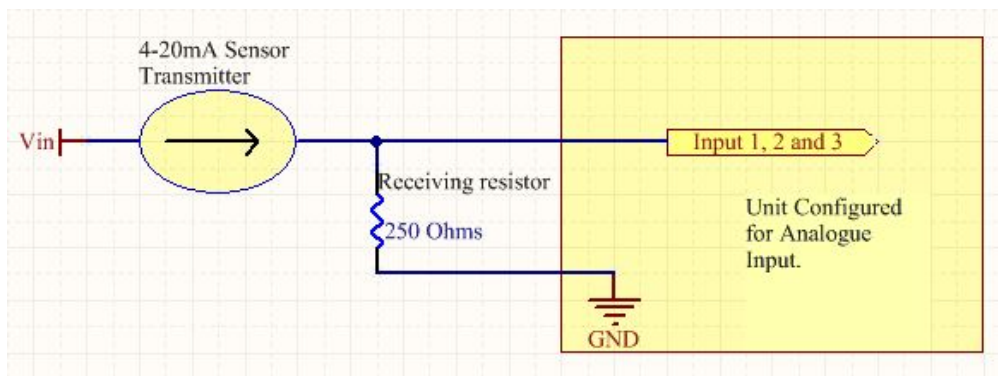 4-20mA Sensor
Transmitter
Vin
Input 1, 2 and 3
Receiving resistor
250 Ohms
Unit Configured
for Analogue
Input.
GND